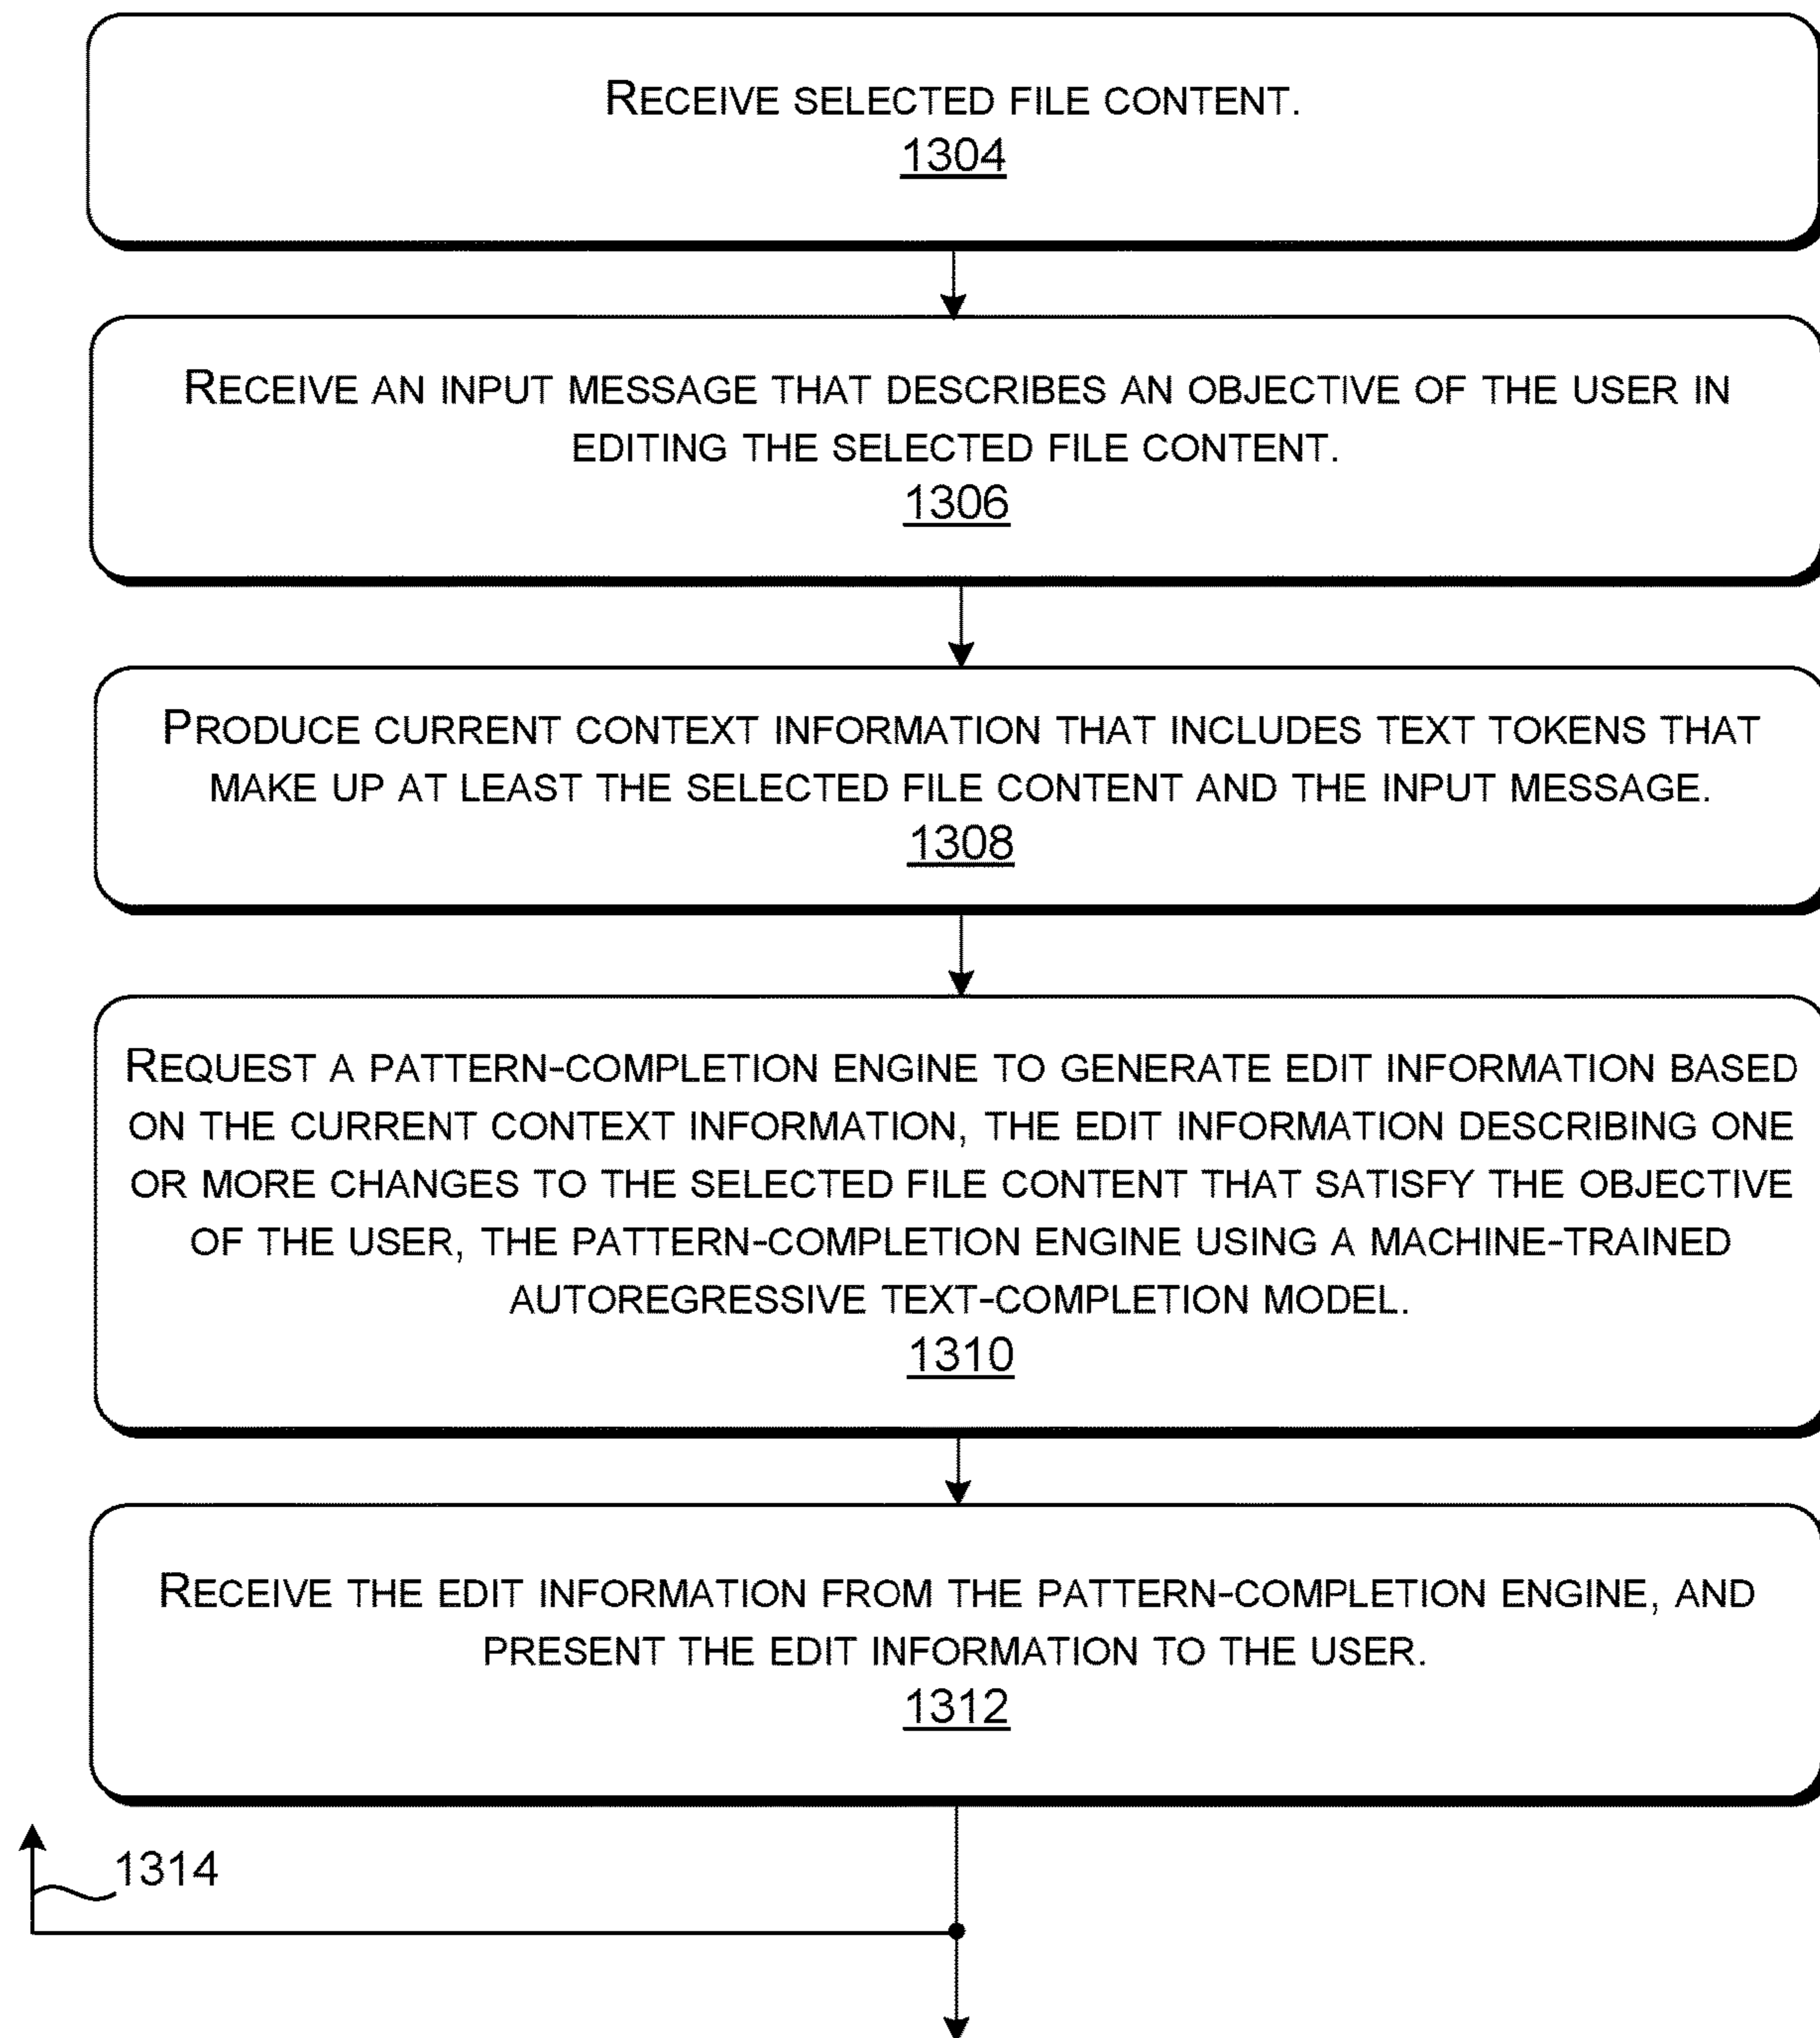 RECEIVE SELECTED FILE CONTENT.
1304
RECEIVE AN INPUT MESSAGE THAT DESCRIBES AN OBJECTIVE OF THE USER IN
EDITING THE SELECTED FILE CONTENT.
1306
PRODUCE CURRENT CONTEXT INFORMATION THAT INCLUDES TEXT TOKENS THAT
MAKE UP AT LEAST THE SELECTED FILE CONTENT AND THE INPUT MESSAGE.
1308
REQUEST A PATTERN-COMPLETION ENGINE TO GENERATE EDIT INFORMATION BASED
ON THE CURRENT CONTEXT INFORMATION, THE EDIT INFORMATION DESCRIBING ONE
OR MORE CHANGES TO THE SELECTED FILE CONTENT THAT SATISFY THE OBJECTIVE
OF THE USER, THE PATTERN-COMPLETION ENGINE USING A MACHINE-TRAINED
AUTOREGRESSIVE TEXT-COMPLETION MODEL.
1310
RECEIVE THE EDIT INFORMATION FROM THE PATTERN-COMPLETION ENGINE, AND
PRESENT THE EDIT INFORMATION TO THE USER.
1312
1314